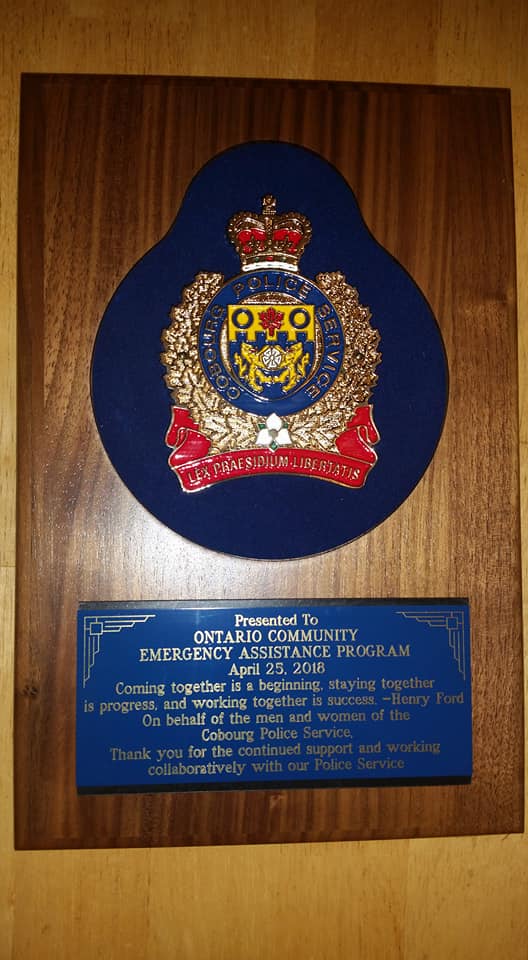 COBOURG POLICE SERVICE
LEX PRAESIDIUM LIBERTATIS
Presented To
ONTARIO COMMUNITY
EMERGENCY ASSISTANCE PROGRAM
April 25, 2018
Coming together is a beginning, staying together
is progress, and working together is success. -Henry Ford
On behalf of the men and women of the
Cobourg Police Service,
Thank you for the continued support and working
collaboratively with our Police Service